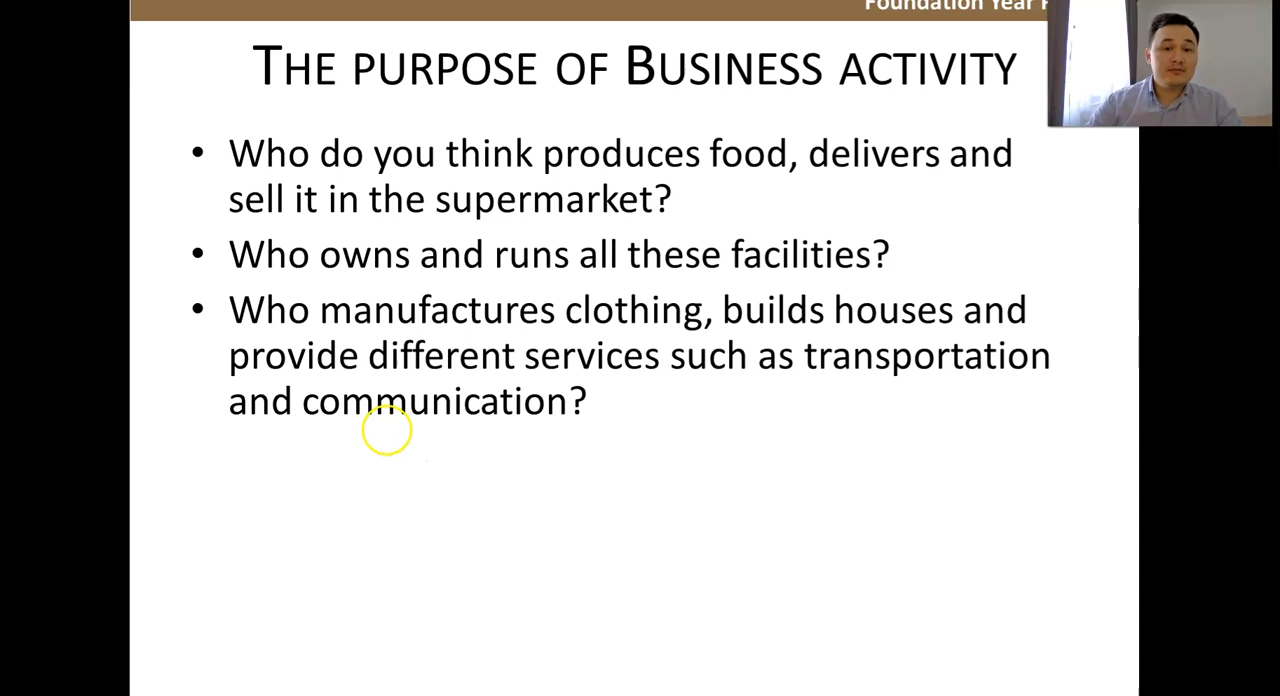 Foundation Year
THE PURPOSE OF BUSINESS ACTIVITY
• Who do you think produces food, delivers and
sell it in the supermarket?
• Who owns and runs all these facilities?
• Who manufactures clothing, builds houses and
provide different services such as transportation
and communication?